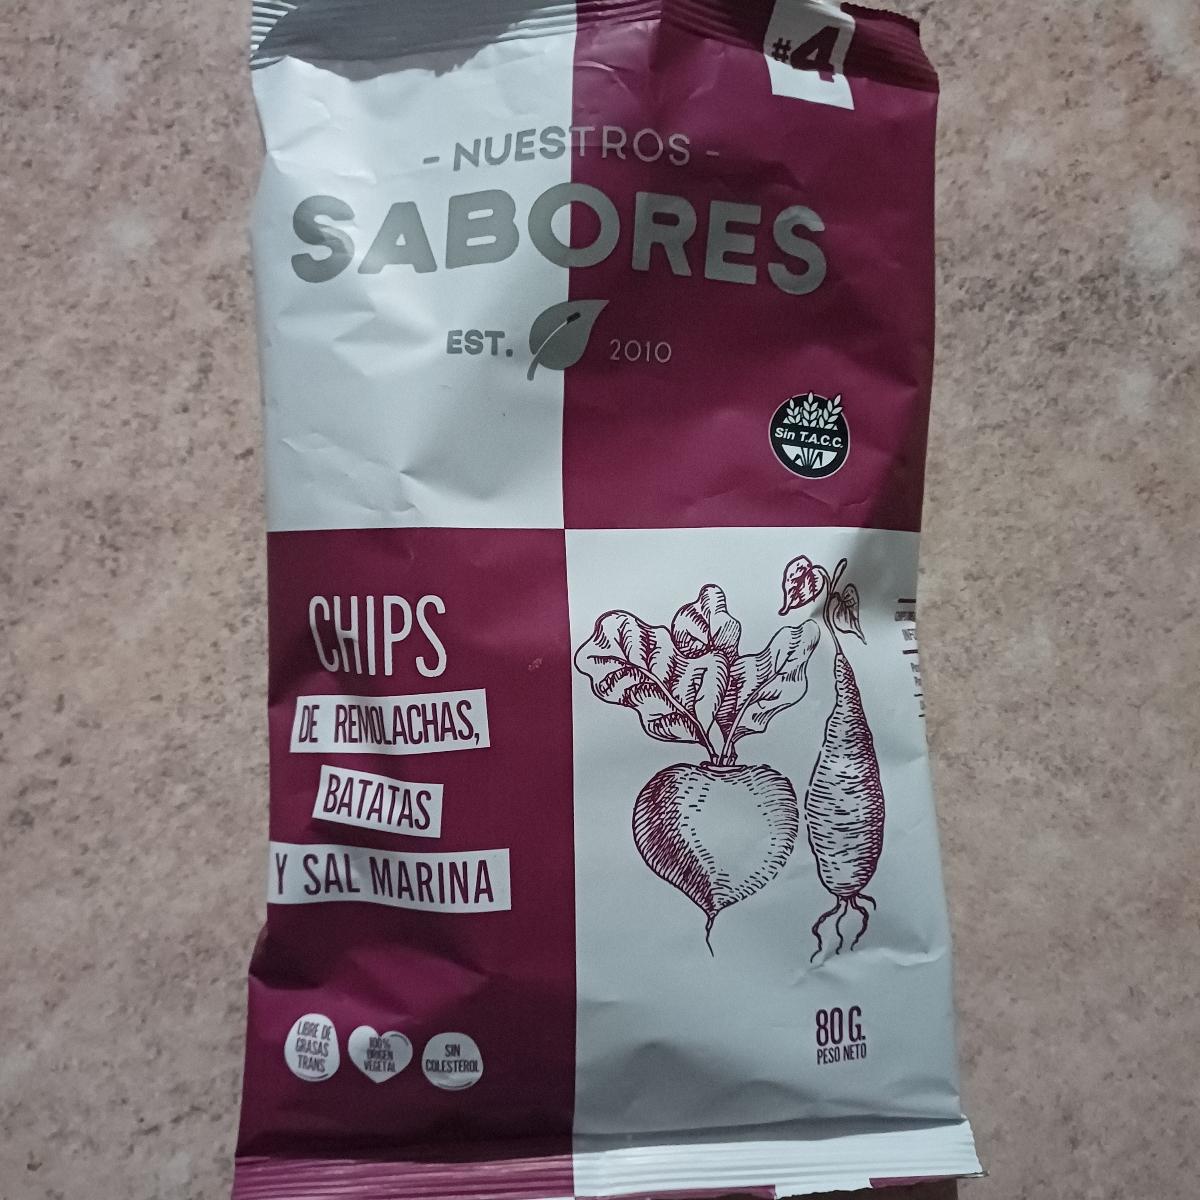 #4
- NUESTROS -
SABORES
EST. 2010
Sin T.A.C.C.
CHIPS
DE REMOLACHAS,
BATATAS
Y SAL MARINA
LIBRE DE
GRASAS
TRANS
100%
ORIGEN
VEGETAL
SIN
COLESTEROL
80 G.
PESO NETO